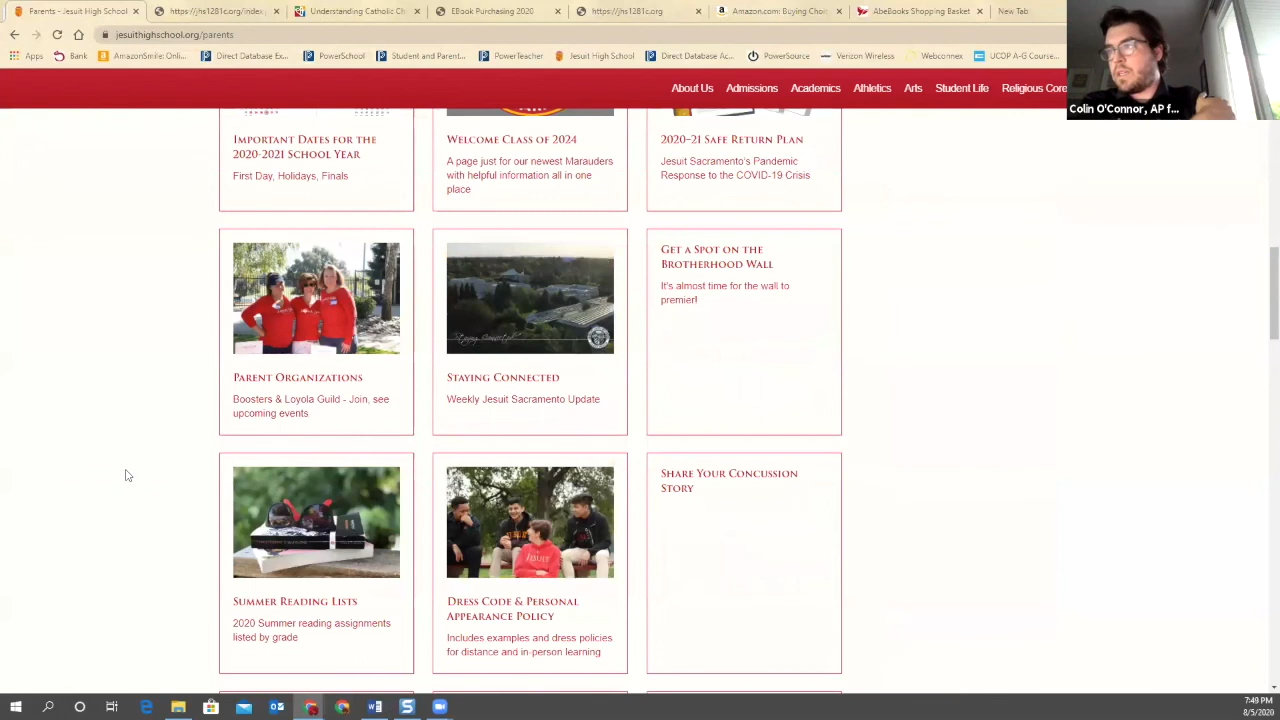 Parents - Jesuit High School |
https://jhs1281.org/index
Understanding Catholic Ch
EBook Purchasing 2020
https://jhs1281c.org
Amazon.com: Buying Choi
AbeBooks Shopping Basket
New Tab
jesuithighschool.org/parents
Apps
Bank
AmazonSmile: Onli...
Direct Database Ex...
PowerSchool
Student and Parent...
PowerTeacher
Jesuit High School
Direct Database Ac...
PowerSource
Verizon Wireless
Webconnex
UCOP A-G Course...
About Us
Admissions
Academics
Athletics
Arts
Student Life
Religious Core
Colin O'Connor, AP f...
Important Dates for the
2020-2021 School Year
First Day, Holidays, Finals
Welcome Class of 2024
A page just for our newest Marauders
with helpful information all in one
place
2020–21 Safe Return Plan
Jesuit Sacramento's Pandemic
Response to the COVID-19 Crisis
Parent Organizations
Boosters & Loyola Guild - Join, see
upcoming events
Staying Connected
Staying Connected
Weekly Jesuit Sacramento Update
Get a Spot on the
Brotherhood Wall
It's almost time for the wall to
premier!
Summer Reading Lists
2020 Summer reading assignments
listed by grade
JESUIT
Dress Code & Personal
Appearance Policy
Includes examples and dress policies
for distance and in-person learning
Share Your Concussion
Story
7:49 PM
8/5/2020